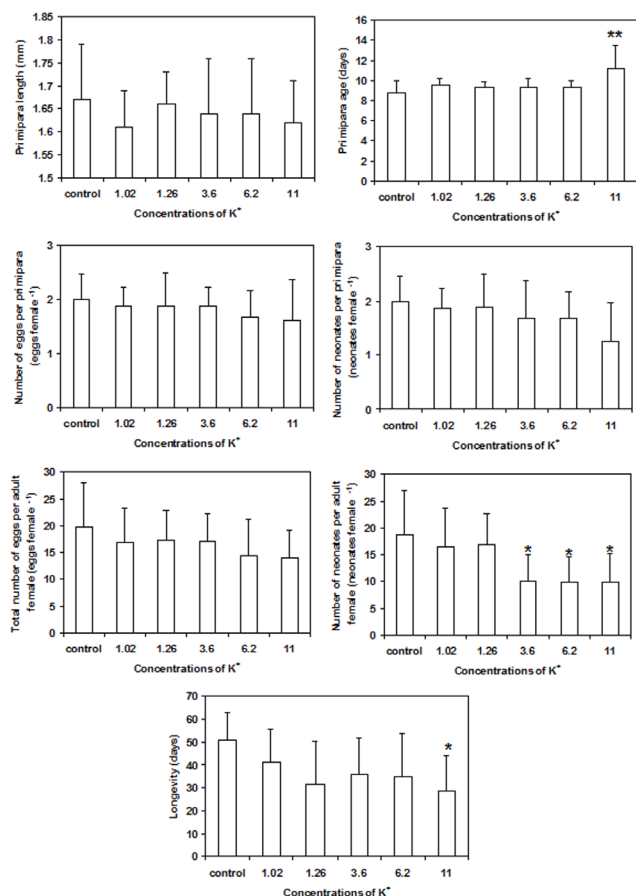 Primipara length (mm)
1.85
1.8
1.75
1.7
1.65
1.6
1.55
1.5
control 1.02 1.26 3.6 6.2 11
Concentrations of K+
Primipara age (days)
16
14
12
10
8
6
4
2
0
**
control 1.02 1.26 3.6 6.2 11
Concentrations of K+
Number of eggs per primipara
(eggs female -1)
3
2
1
0
control 1.02 1.26 3.6 6.2 11
Concentrations of K+
Number of neonates per primipara
(neonates female -1)
3
2
1
0
control 1.02 1.26 3.6 6.2 11
Concentrations of K+
Total number of eggs per adult
female (eggs female -1)
30
25
20
15
10
5
0
control 1.02 1.26 3.6 6.2 11
Concentrations of K+
Number of neonates per adult
female (neonates female -1)
30
25
20
15
10
5
0
* * *
control 1.02 1.26 3.6 6.2 11
Concentrations of K+
Longevity (days)
70
60
50
40
30
20
10
0
*
control 1.02 1.26 3.6 6.2 11
Concentrations of K+